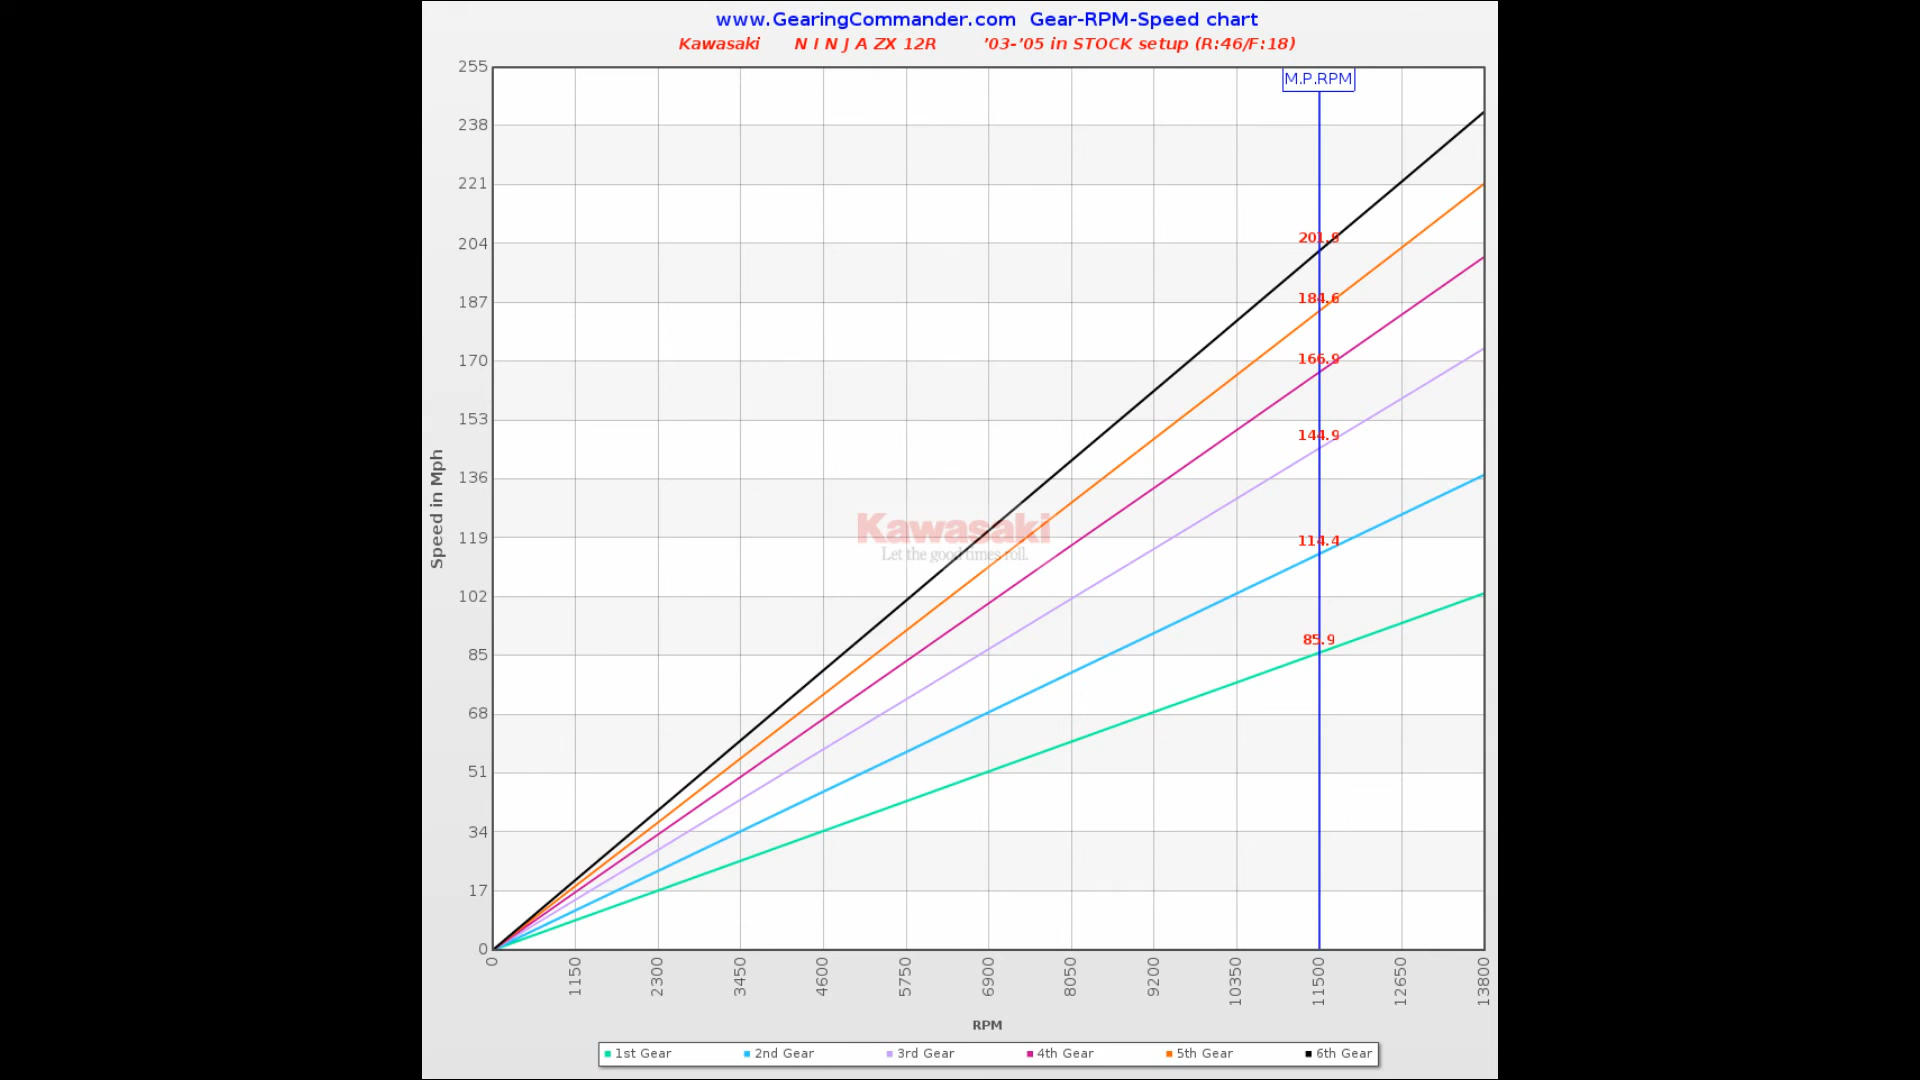 www.GearingCommander.com Gear-RPM-Speed chart
Kawasaki N I N J A ZX 12R '03-'05 in STOCK setup (R:46/F:18)
M.P.RPM
255
238
221
204
187
170
153
136
119
102
85
68
51
34
17
0
Speed in Mph
201.8
184.6
166.9
144.9
114.4
85.9
Kawasaki
Let the good times roll.
0 1150 2300 3450 4600 5750 6900 8050 9200 10350 11500 12650 13800
RPM
1st Gear 2nd Gear 3rd Gear 4th Gear 5th Gear 6th Gear